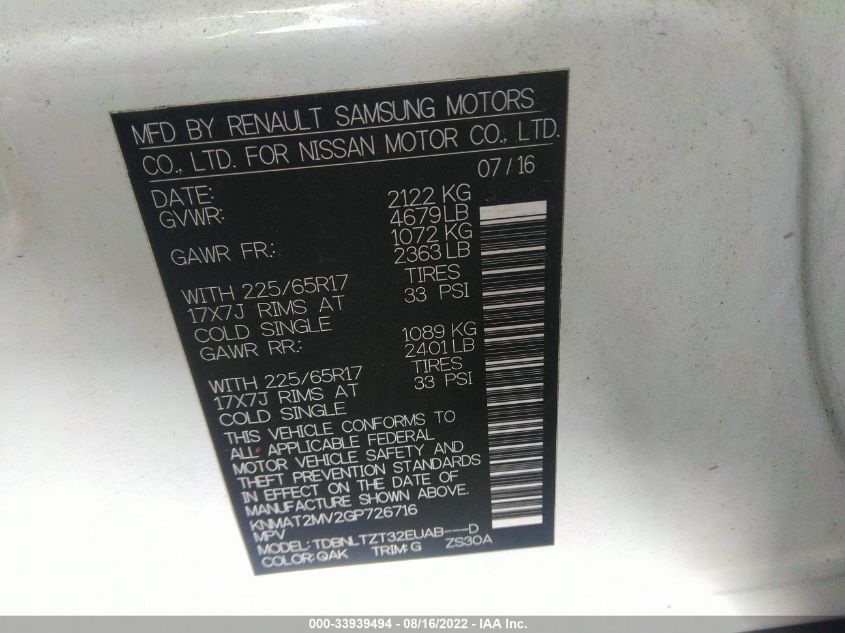 MFD BY RENAULT SAMSUNG MOTORS
CO., LTD. FOR NISSAN MOTOR CO., LTD.
DATE: 07/16
GVWR: 2122 KG
4679 LB
GAWR FR.: 1072 KG
2363 LB
WITH 225/65R17 TIRES
17X7J RIMS AT 33 PSI
COLD SINGLE
GAWR RR.: 1089 KG
2401 LB
WITH 225/65R17 TIRES
17X7J RIMS AT 33 PSI
COLD SINGLE
THIS VEHICLE CONFORMS TO
ALL APPLICABLE FEDERAL
MOTOR VEHICLE SAFETY AND
THEFT PREVENTION STANDARDS
IN EFFECT ON THE DATE OF
MANUFACTURE SHOWN ABOVE.
KNMAT2MV2GP726716
MPV
MODEL: TDBNLTZT32EUAB---D
COLOR: QAK TRIM: G ZS30A
000-33939494 - 08/16/2022 - IAA Inc.